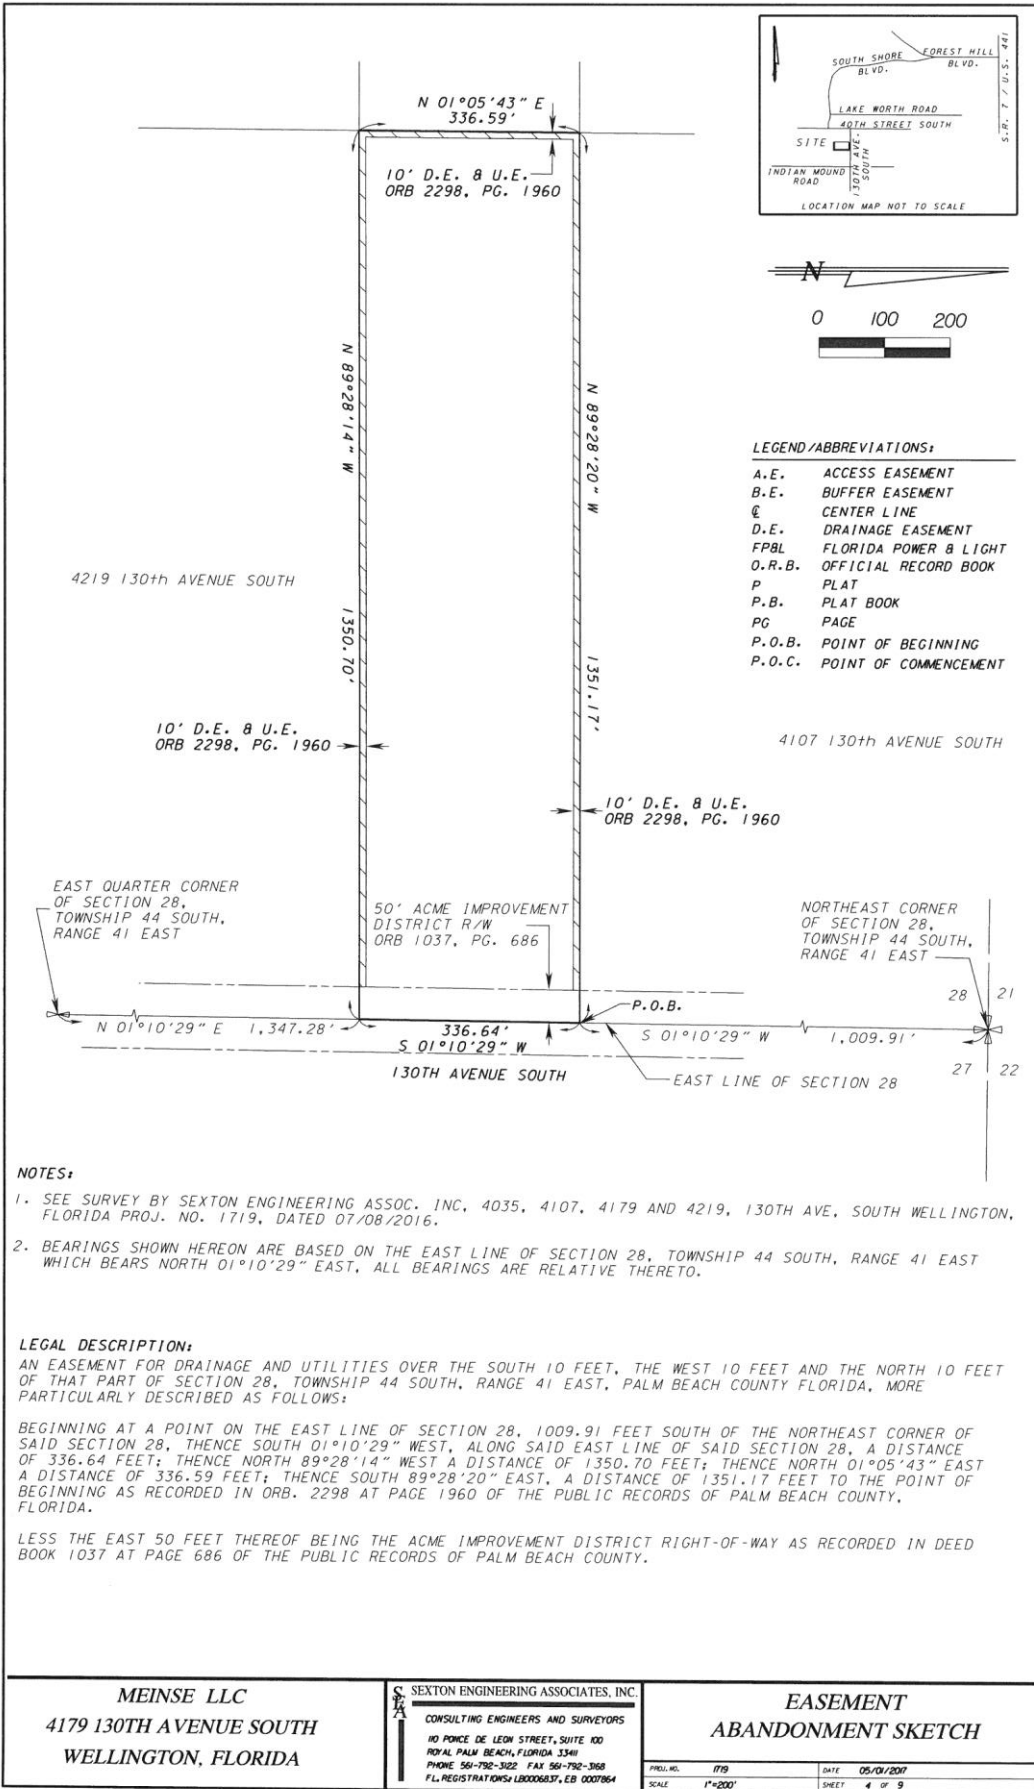 N 01°05'43" E
336.59'
10' D.E. & U.E.
ORB 2298, PG. 1960
SOUTH SHORE
BLVD.
FOREST HILL
BLVD.
S.R. 7 / U.S. 441
LAKE WORTH ROAD
40TH STREET SOUTH
SITE
130TH AVE.
SOUTH
INDIAN MOUND
ROAD
LOCATION MAP NOT TO SCALE
N
0 100 200
N 89°28'14" W
1350.70'
N 89°28'20" W
1351.17'
LEGEND/ABBREVIATIONS:
A.E. ACCESS EASEMENT
B.E. BUFFER EASEMENT
℄ CENTER LINE
D.E. DRAINAGE EASEMENT
FP&L FLORIDA POWER & LIGHT
O.R.B. OFFICIAL RECORD BOOK
P PLAT
P.B. PLAT BOOK
PG PAGE
P.O.B. POINT OF BEGINNING
P.O.C. POINT OF COMMENCEMENT
4219 130th AVENUE SOUTH
4107 130th AVENUE SOUTH
10' D.E. & U.E.
ORB 2298, PG. 1960
10' D.E. & U.E.
ORB 2298, PG. 1960
EAST QUARTER CORNER
OF SECTION 28,
TOWNSHIP 44 SOUTH,
RANGE 41 EAST
50' ACME IMPROVEMENT
DISTRICT R/W
ORB 1037, PG. 686
NORTHEAST CORNER
OF SECTION 28,
TOWNSHIP 44 SOUTH,
RANGE 41 EAST
28 21
P.O.B.
N 01°10'29" E 1,347.28'
336.64'
S 01°10'29" W
S 01°10'29" W 1,009.91'
130TH AVENUE SOUTH
EAST LINE OF SECTION 28
27 22
NOTES:
1. SEE SURVEY BY SEXTON ENGINEERING ASSOC. INC, 4035, 4107, 4179 AND 4219, 130TH AVE, SOUTH WELLINGTON,
FLORIDA PROJ. NO. 1719, DATED 07/08/2016.
2. BEARINGS SHOWN HEREON ARE BASED ON THE EAST LINE OF SECTION 28, TOWNSHIP 44 SOUTH, RANGE 41 EAST
WHICH BEARS NORTH 01°10'29" EAST, ALL BEARINGS ARE RELATIVE THERETO.
LEGAL DESCRIPTION:
AN EASEMENT FOR DRAINAGE AND UTILITIES OVER THE SOUTH 10 FEET, THE WEST 10 FEET AND THE NORTH 10 FEET
OF THAT PART OF SECTION 28, TOWNSHIP 44 SOUTH, RANGE 41 EAST, PALM BEACH COUNTY FLORIDA, MORE
PARTICULARLY DESCRIBED AS FOLLOWS:
BEGINNING AT A POINT ON THE EAST LINE OF SECTION 28, 1009.91 FEET SOUTH OF THE NORTHEAST CORNER OF
SAID SECTION 28, THENCE SOUTH 01°10'29" WEST, ALONG SAID EAST LINE OF SAID SECTION 28, A DISTANCE
OF 336.64 FEET; THENCE NORTH 89°28'14" WEST A DISTANCE OF 1350.70 FEET; THENCE NORTH 01°05'43" EAST
A DISTANCE OF 336.59 FEET; THENCE SOUTH 89°28'20" EAST, A DISTANCE OF 1351.17 FEET TO THE POINT OF
BEGINNING AS RECORDED IN ORB. 2298 AT PAGE 1960 OF THE PUBLIC RECORDS OF PALM BEACH COUNTY,
FLORIDA.
LESS THE EAST 50 FEET THEREOF BEING THE ACME IMPROVEMENT DISTRICT RIGHT-OF-WAY AS RECORDED IN DEED
BOOK 1037 AT PAGE 686 OF THE PUBLIC RECORDS OF PALM BEACH COUNTY.
MEINSE LLC
4179 130TH AVENUE SOUTH
WELLINGTON, FLORIDA
SEA
SEXTON ENGINEERING ASSOCIATES, INC.
CONSULTING ENGINEERS AND SURVEYORS
110 PONCE DE LEON STREET, SUITE 100
ROYAL PALM BEACH, FLORIDA 33411
PHONE 561-792-3122 FAX 561-792-3168
FL. REGISTRATIONS: LB0006837, EB 0007864
EASEMENT
ABANDONMENT SKETCH
PROJ. NO. 1719 DATE 05/01/2017
SCALE 1"=200' SHEET 4 OF 9